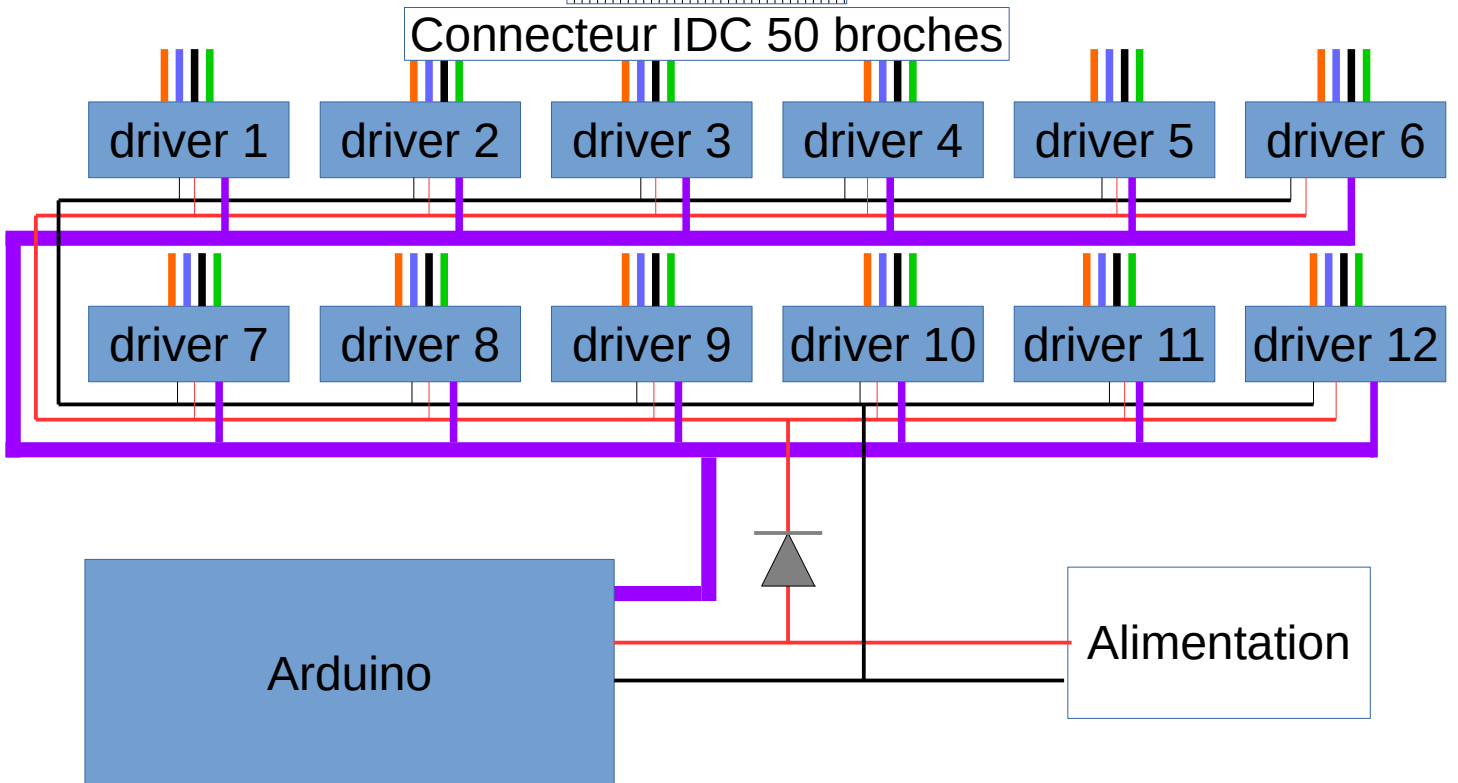 Connecteur IDC 50 broches
driver 1
driver 2
driver 3
driver 4
driver 5
driver 6
driver 7
driver 8
driver 9
driver 10
driver 11
driver 12
Arduino
Alimentation